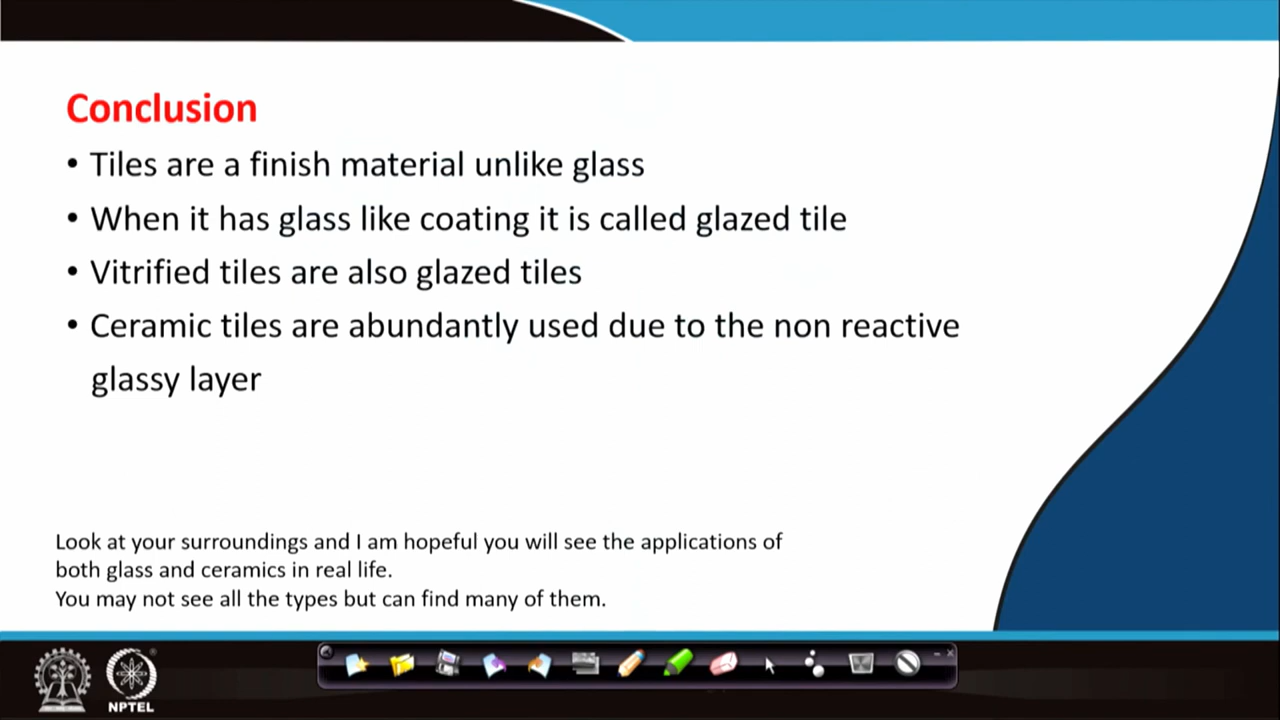 Conclusion
• Tiles are a finish material unlike glass
• When it has glass like coating it is called glazed tile
• Vitrified tiles are also glazed tiles
• Ceramic tiles are abundantly used due to the non reactive
glassy layer
Look at your surroundings and I am hopeful you will see the applications of
both glass and ceramics in real life.
You may not see all the types but can find many of them.
NPTEL